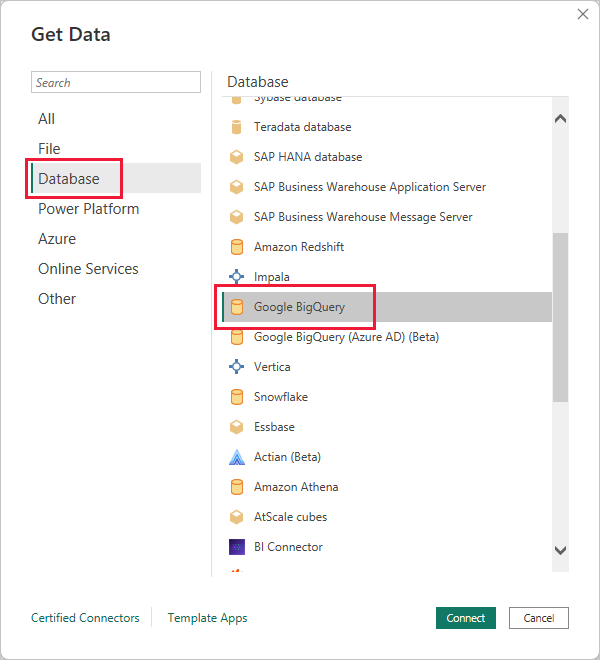 Get Data
Search
All
File
Database
Power Platform
Azure
Online Services
Other
Database
Sybase database
Teradata database
SAP HANA database
SAP Business Warehouse Application Server
SAP Business Warehouse Message Server
Amazon Redshift
Impala
Google BigQuery
Google BigQuery (Azure AD) (Beta)
Vertica
Snowflake
Essbase
Actian (Beta)
Amazon Athena
AtScale cubes
BI Connector
Certified Connectors
Template Apps
Connect
Cancel